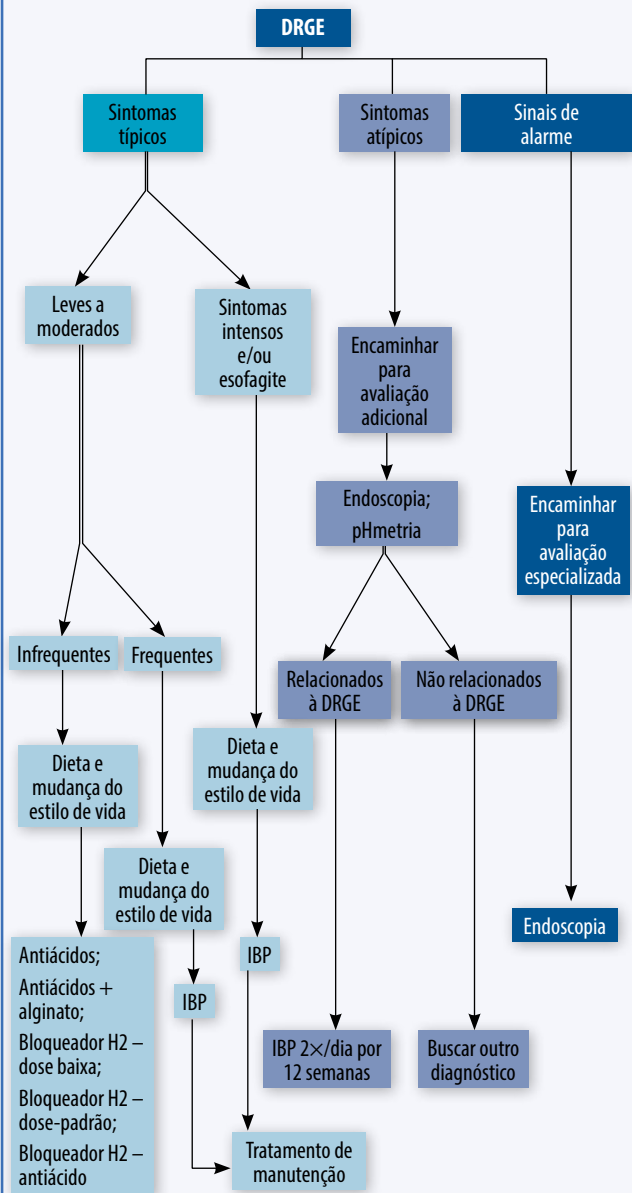 DRGE
Sintomas
típicos
Sintomas
atípicos
Sinais de
alarme
Leves a
moderados
Sintomas
intensos
e/ou
esofagite
Encaminhar
para
avaliação
adicional
Endoscopia;
pHmetria
Encaminhar
para
avaliação
especializada
Infrequentes
Frequentes
Relacionados
à DRGE
Não relacionados
à DRGE
Dieta e
mudança do
estilo de vida
Dieta e
mudança do
estilo de vida
Dieta e
mudança do
estilo de vida
Endoscopia
Antiácidos;
Antiácidos +
alginato;
Bloqueador H2 –
dose baixa;
Bloqueador H2 –
dose-padrão;
Bloqueador H2 –
antiácido
IBP
IBP
IBP 2×/dia por
12 semanas
Buscar outro
diagnóstico
Tratamento de
manutenção